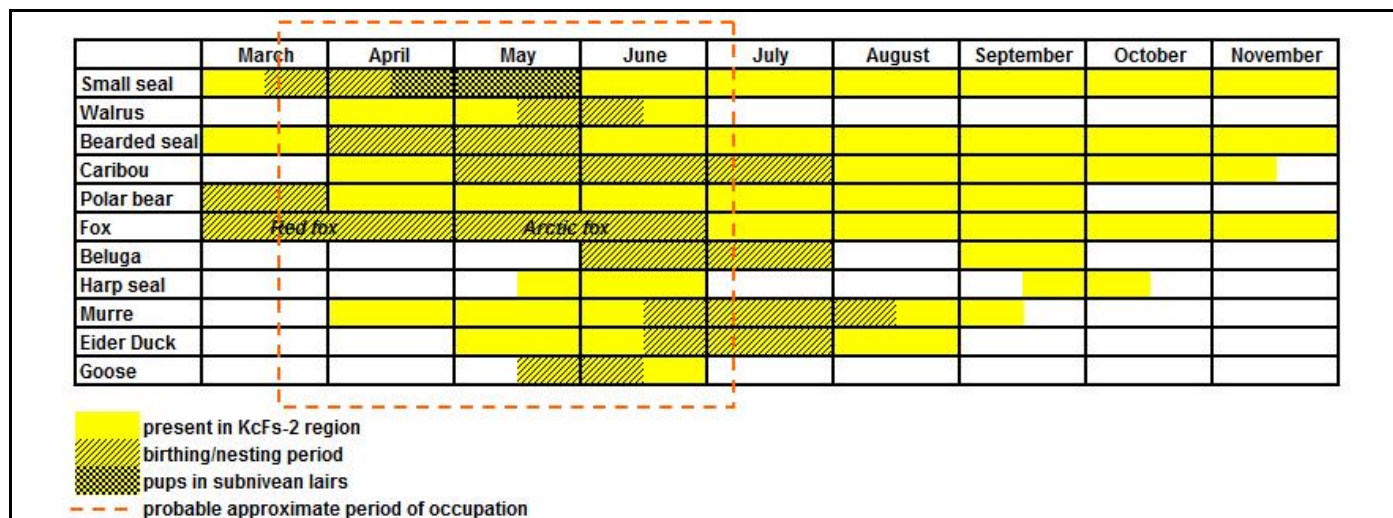 March April May June July August September October November
Small seal
Walrus
Bearded seal
Caribou
Polar bear
Fox Red fox Arctic fox
Beluga
Harp seal
Murre
Eider Duck
Goose
present in KcFs-2 region
birthing/nesting period
pups in subnivean lairs
probable approximate period of occupation